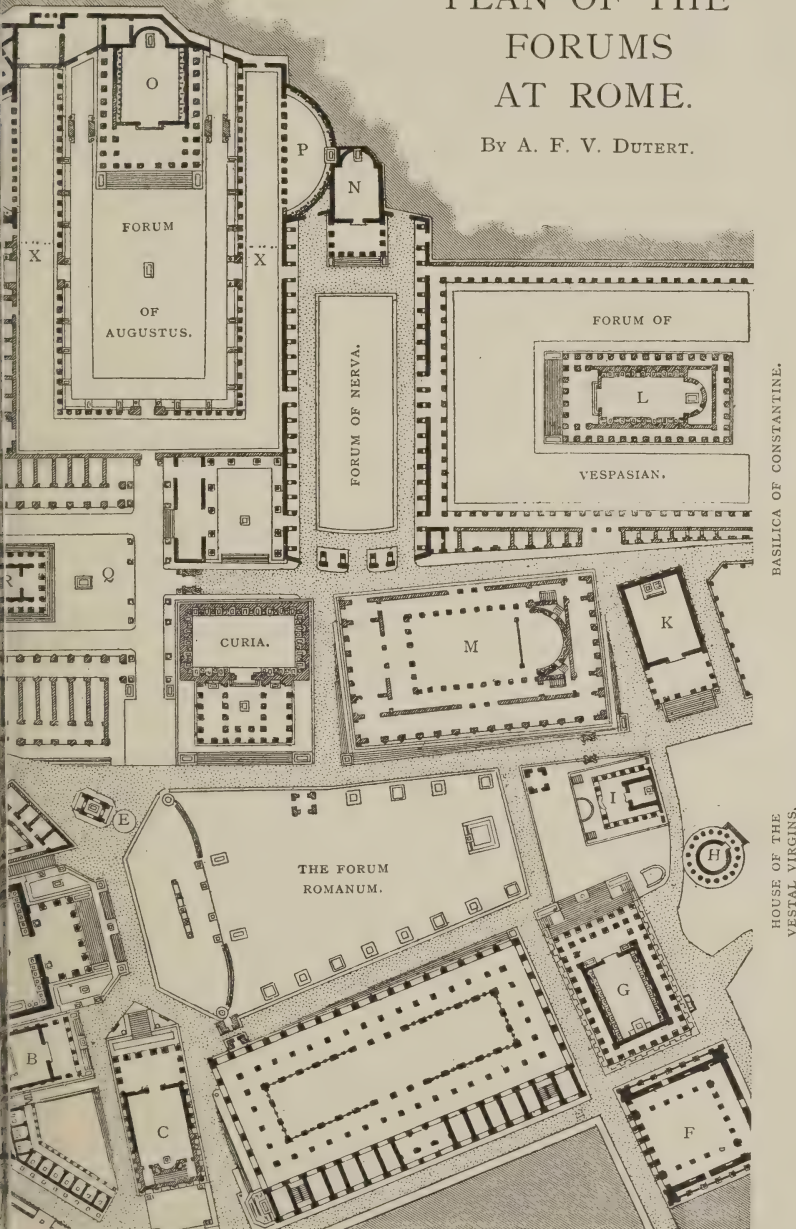 PLAN OF THE
FORUMS
AT ROME.
BY A. F. V. DUTERT.
O
P
N
FORUM
OF
AUGUSTUS.
X
X
FORUM OF NERVA.
FORUM OF
L
VESPASIAN.
BASILICA OF CONSTANTINE.
R
Q
CURIA.
M
K
E
THE FORUM
ROMANUM.
I
H
HOUSE OF THE
VESTAL VIRGINS.
G
B
C
F